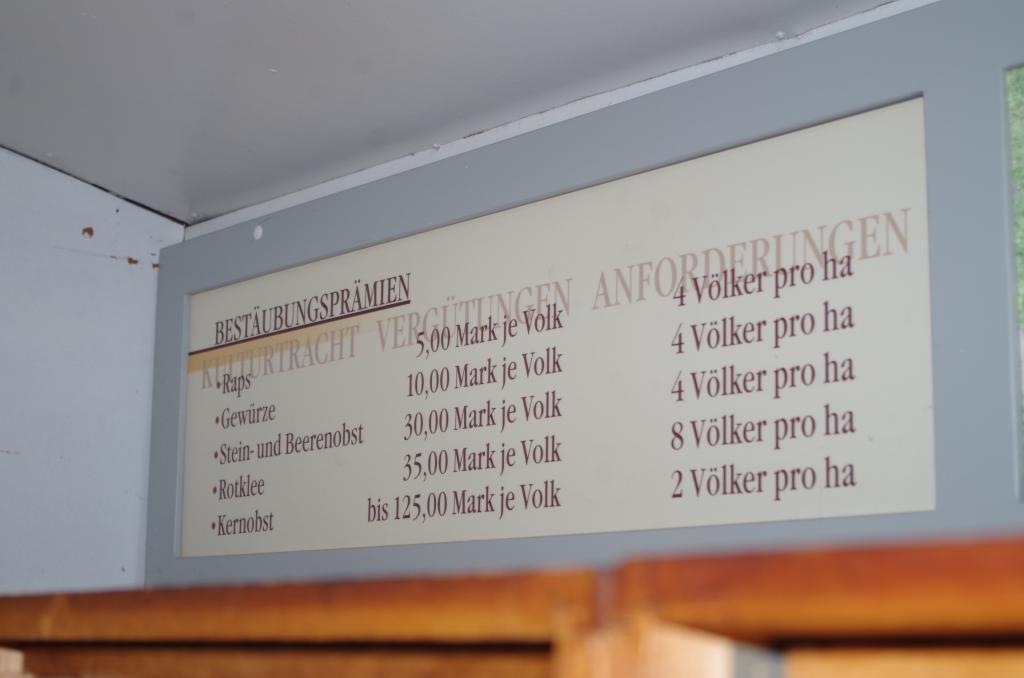 BESTÄUBUNGSPRÄMIEN
KULTURTRACHT VERGÜTUNGEN ANFORDERUNGEN
•Raps 5,00 Mark je Volk 4 Völker pro ha
•Gewürze 10,00 Mark je Volk 4 Völker pro ha
•Stein- und Beerenobst 30,00 Mark je Volk 4 Völker pro ha
•Rotklee 35,00 Mark je Volk 8 Völker pro ha
•Kernobst bis 125,00 Mark je Volk 2 Völker pro ha